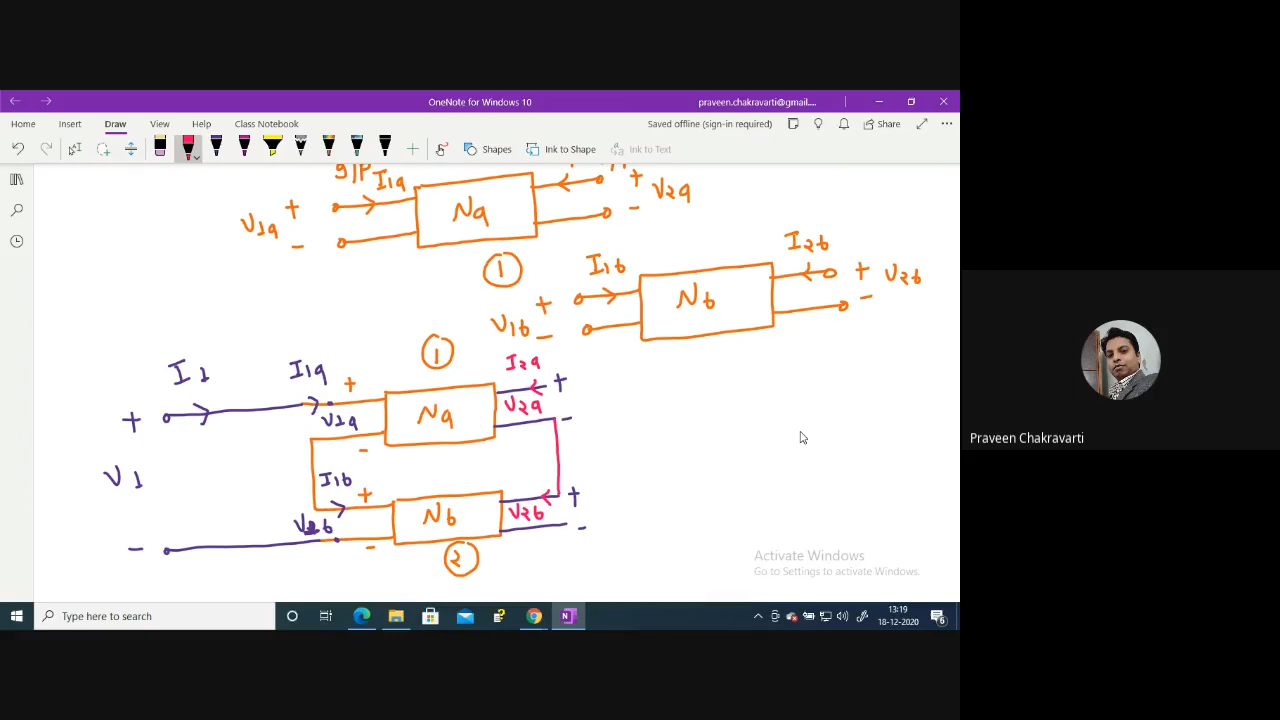 OneNote for Windows 10
praveen.chakravarti@gmail....
Home Insert Draw View Help Class Notebook
Saved offline (sign-in required)
Share
Shapes
Ink to Shape
Ink to Text
I1a
+
V1a
-
Na
+
V2a
-
1
I1b
+
V1b
-
Nb
I2b
+
V2b
-
1
I1
I1a
+
I2a
+
+
V1a
Na
V2a
-
-
V1
I1b
+
+
Nb
V2b
-
-
-
2
Praveen Chakravarti
Activate Windows
Go to Settings to activate Windows.
Type here to search
13:19
18-12-2020
6